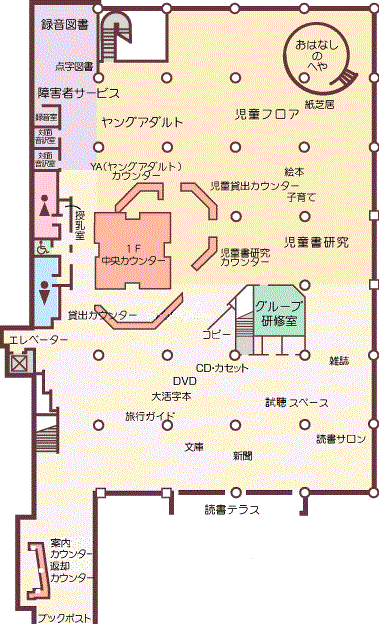 録音図書
点字図書
障害者サービス
録音室
対面
音訳室
対面
音訳室
ヤングアダルト
おはなし
の
へや
紙芝居
児童フロア
YA(ヤングアダルト)
カウンター
絵本
児童貸出カウンター
子育て
授乳室
1F
中央カウンター
児童書研究
児童書研究
カウンター
貸出カウンター
グループ
研修室
コピー
エレベーター
CD・カセット
雑誌
DVD
大活字本
試聴スペース
旅行ガイド
読書サロン
文庫
新聞
読書テラス
案内
カウンター
返却
カウンター
ブックポスト